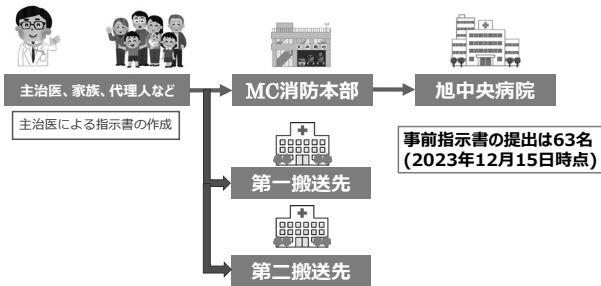 主治医、家族、代理人など
MC消防本部
旭中央病院
主治医による指示書の作成
事前指示書の提出は63名
(2023年12月15日時点)
第一搬送先
第二搬送先